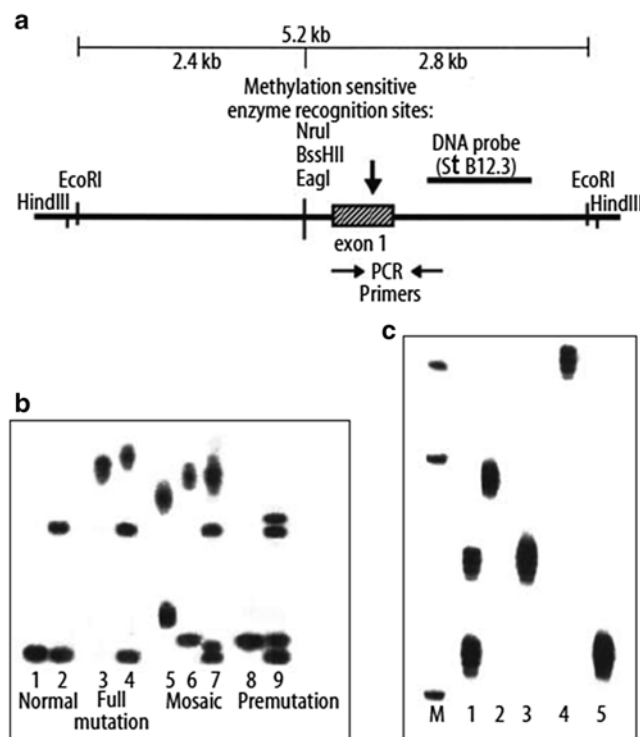 a
5.2 kb
2.4 kb
2.8 kb
Methylation sensitive
enzyme recognition sites:
NruI
BssHII
EagI
DNA probe
(St B12.3)
EcoRI
HindIII
EcoRI
HindIII
exon 1
PCR
Primers
b
1 2 3 4 5 6 7 8 9
Normal
Full
mutation
Mosaic
Premutation
c
M 1 2 3 4 5